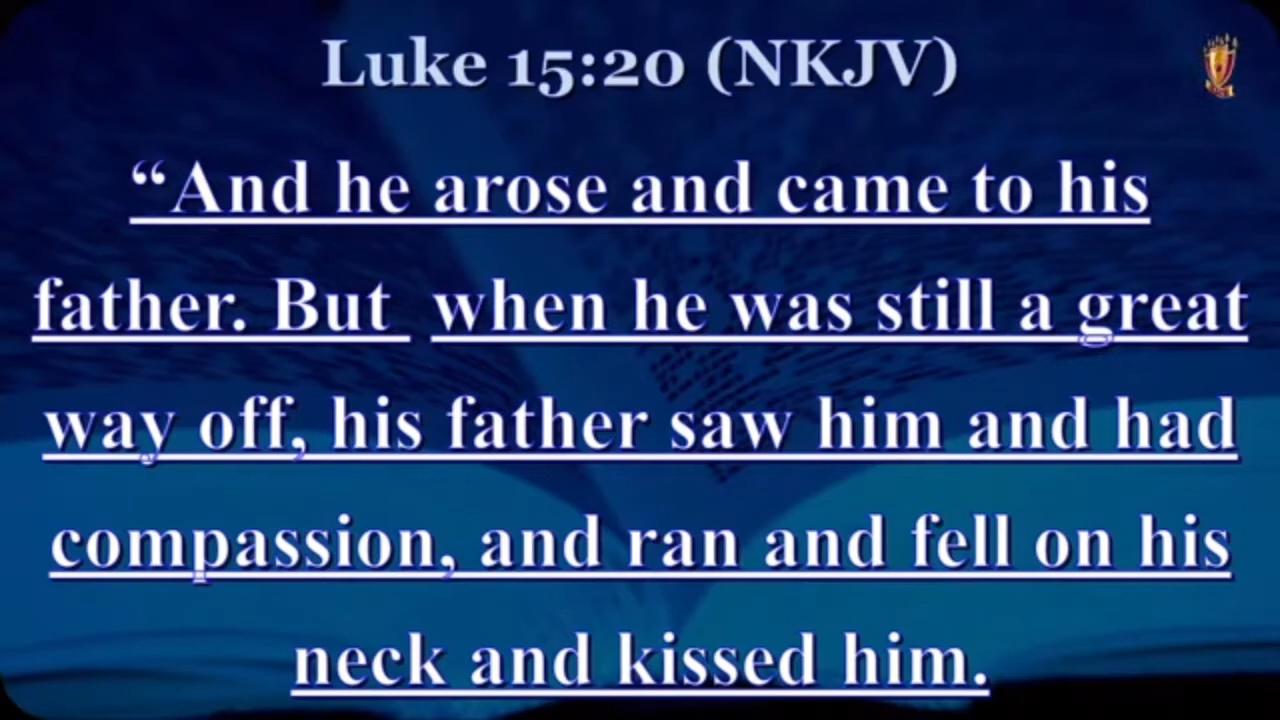 Luke 15:20 (NKJV)
“And he arose and came to his
father. But when he was still a great
way off, his father saw him and had
compassion, and ran and fell on his
neck and kissed him.